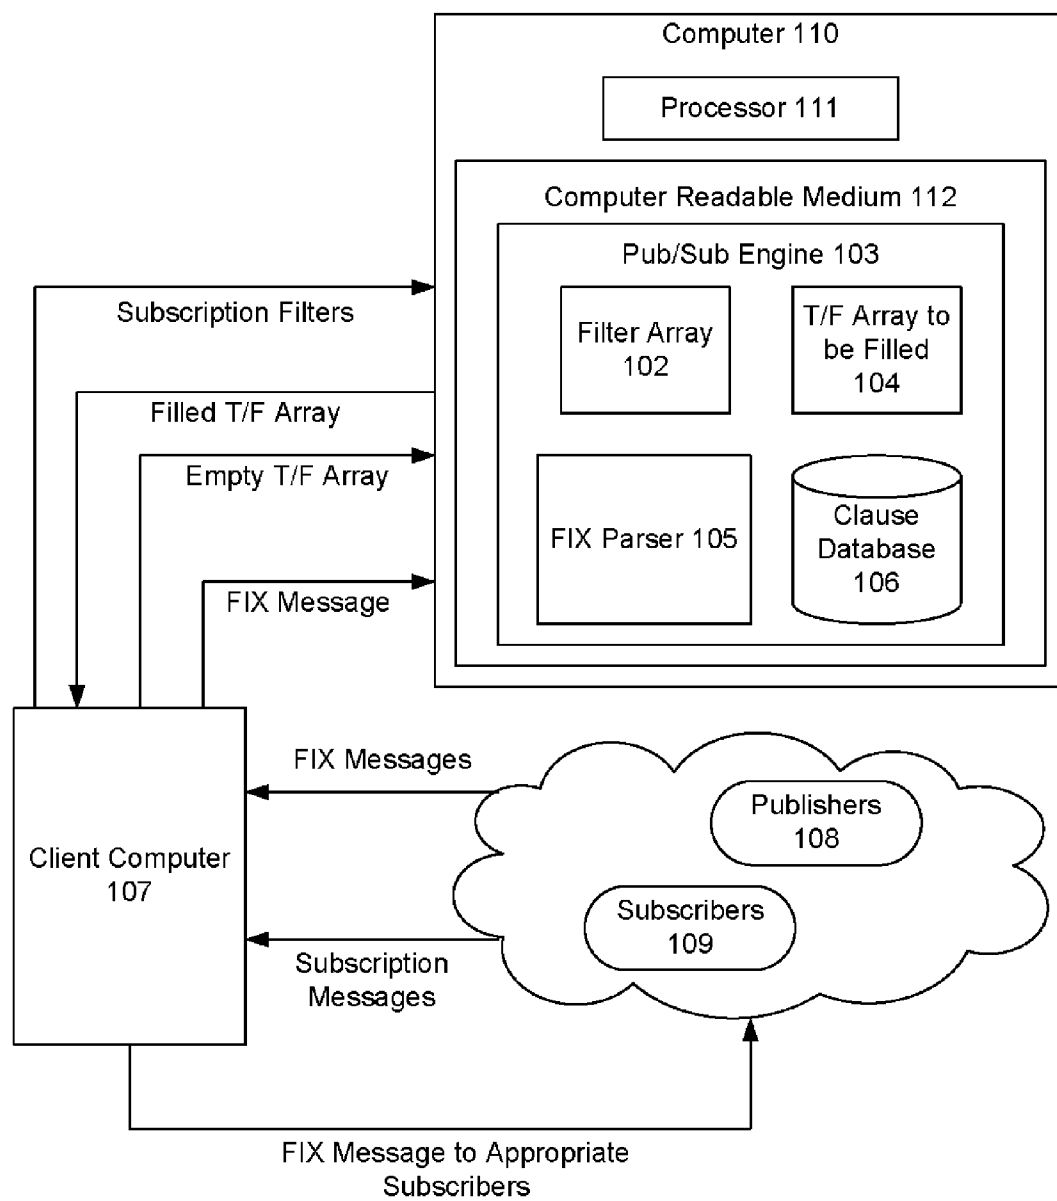 Computer 110
Processor 111
Computer Readable Medium 112
Pub/Sub Engine 103
Filter Array
102
T/F Array to
be Filled
104
FIX Parser 105
Clause
Database
106
Subscription Filters
Filled T/F Array
Empty T/F Array
FIX Message
Client Computer
107
FIX Messages
Publishers
108
Subscribers
109
Subscription
Messages
FIX Message to Appropriate
Subscribers